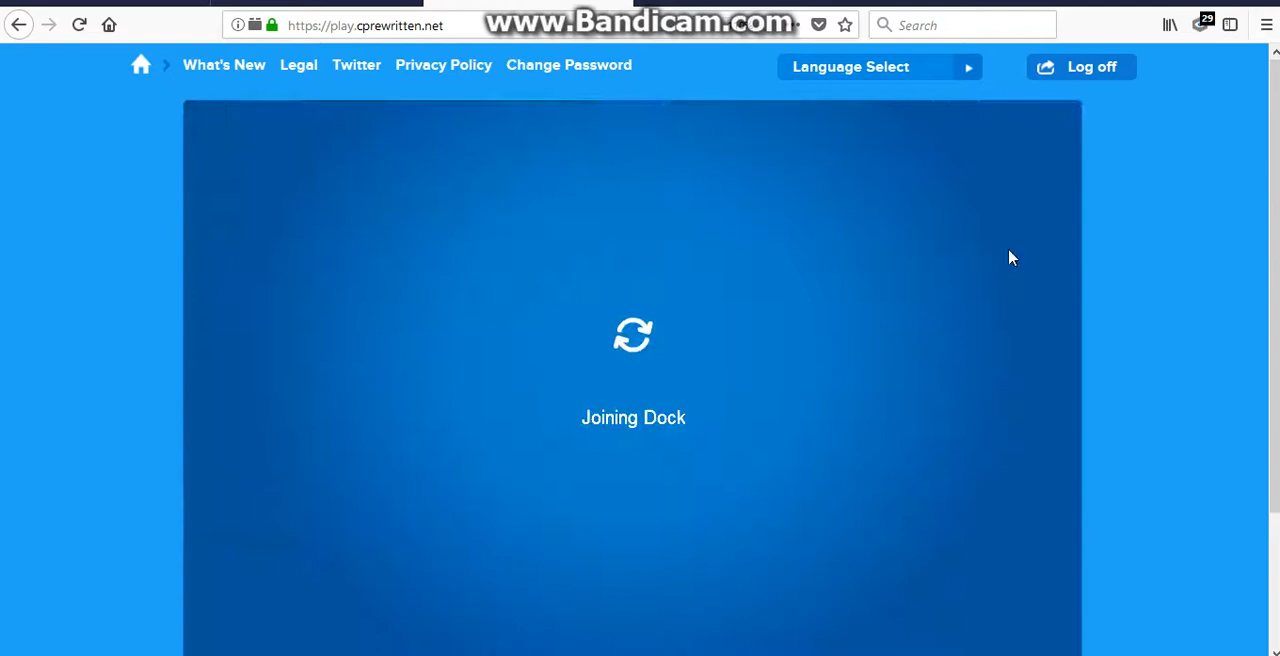 https://play.cprewritten.net
www.Bandicam.com
Search
29
What's New Legal Twitter Privacy Policy Change Password
Language Select
Log off
Joining Dock